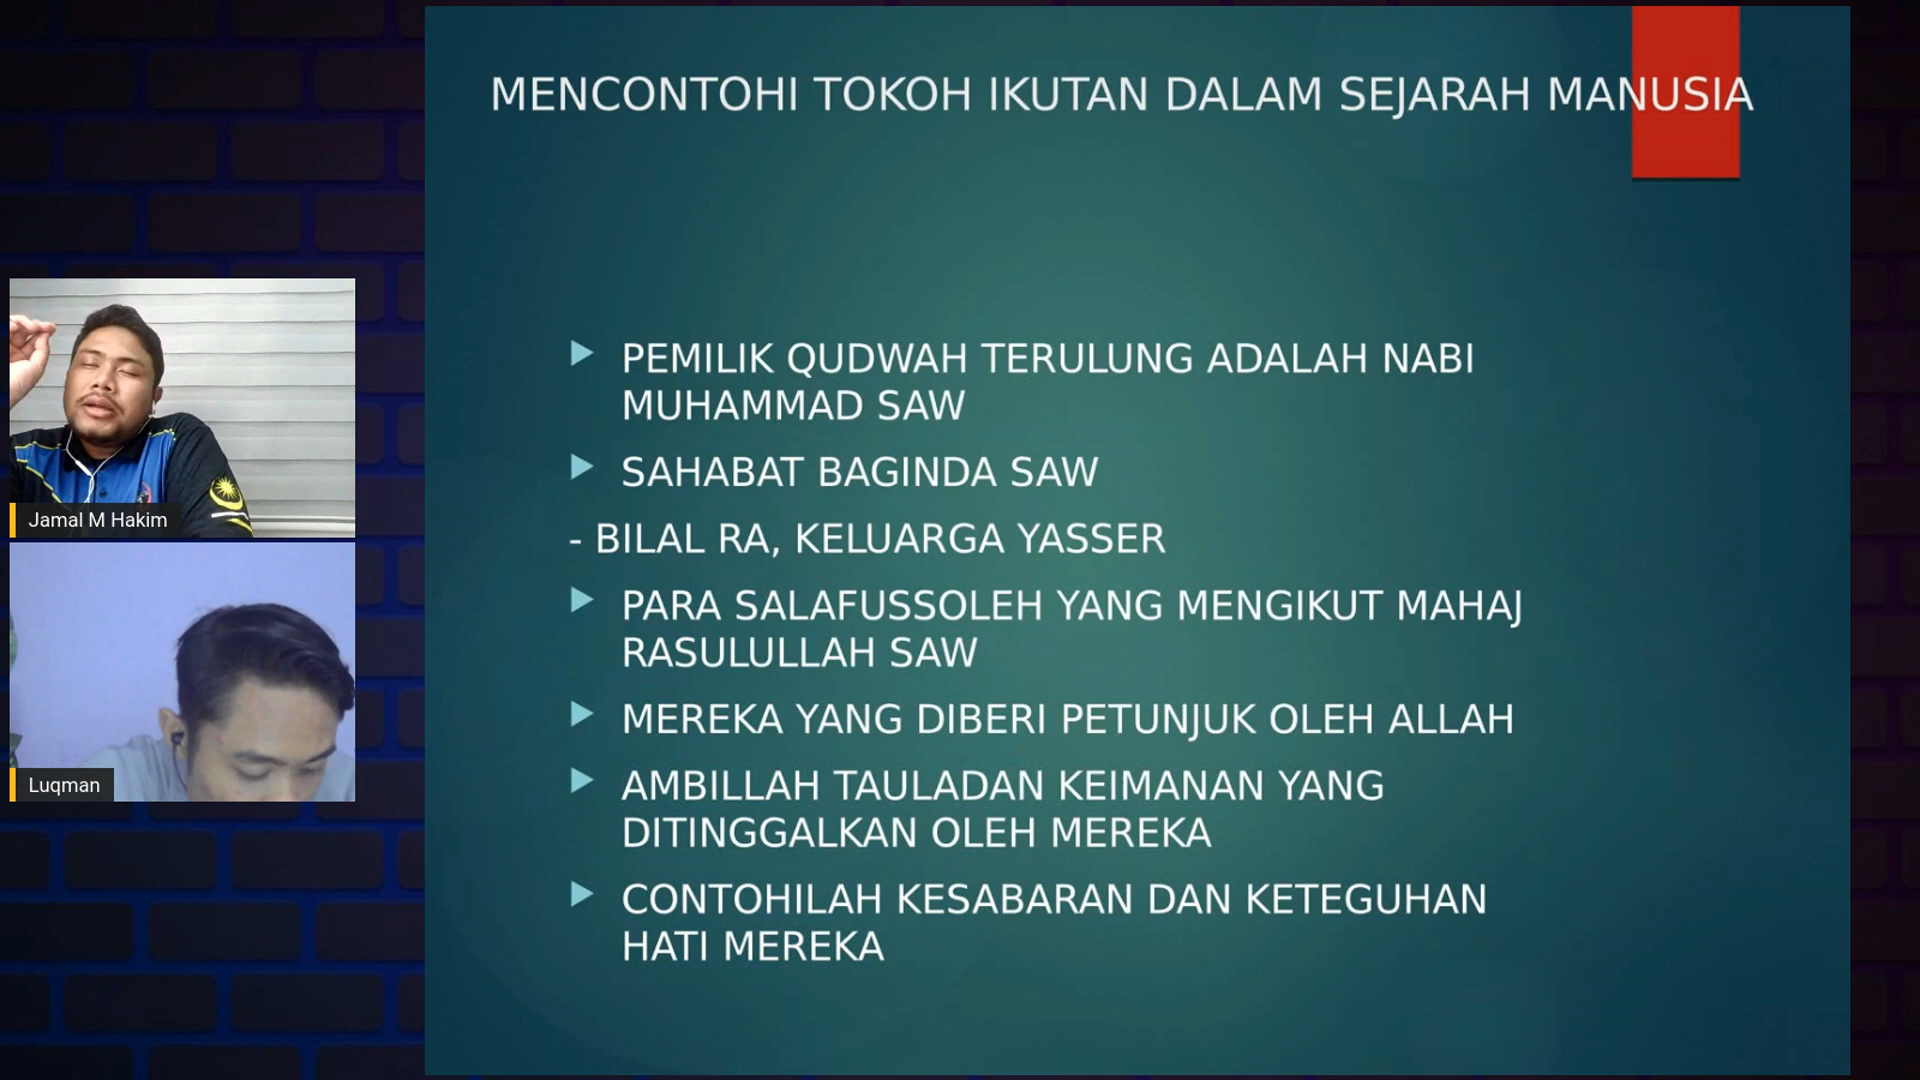 MENCONTOHI TOKOH IKUTAN DALAM SEJARAH MANUSIA
PEMILIK QUDWAH TERULUNG ADALAH NABI
MUHAMMAD SAW
SAHABAT BAGINDA SAW
- BILAL RA, KELUARGA YASSER
PARA SALAFUSSOLEH YANG MENGIKUT MAHAJ
RASULULLAH SAW
MEREKA YANG DIBERI PETUNJUK OLEH ALLAH
AMBILLAH TAULADAN KEIMANAN YANG
DITINGGALKAN OLEH MEREKA
CONTOHILAH KESABARAN DAN KETEGUHAN
HATI MEREKA
Jamal M Hakim
Luqman